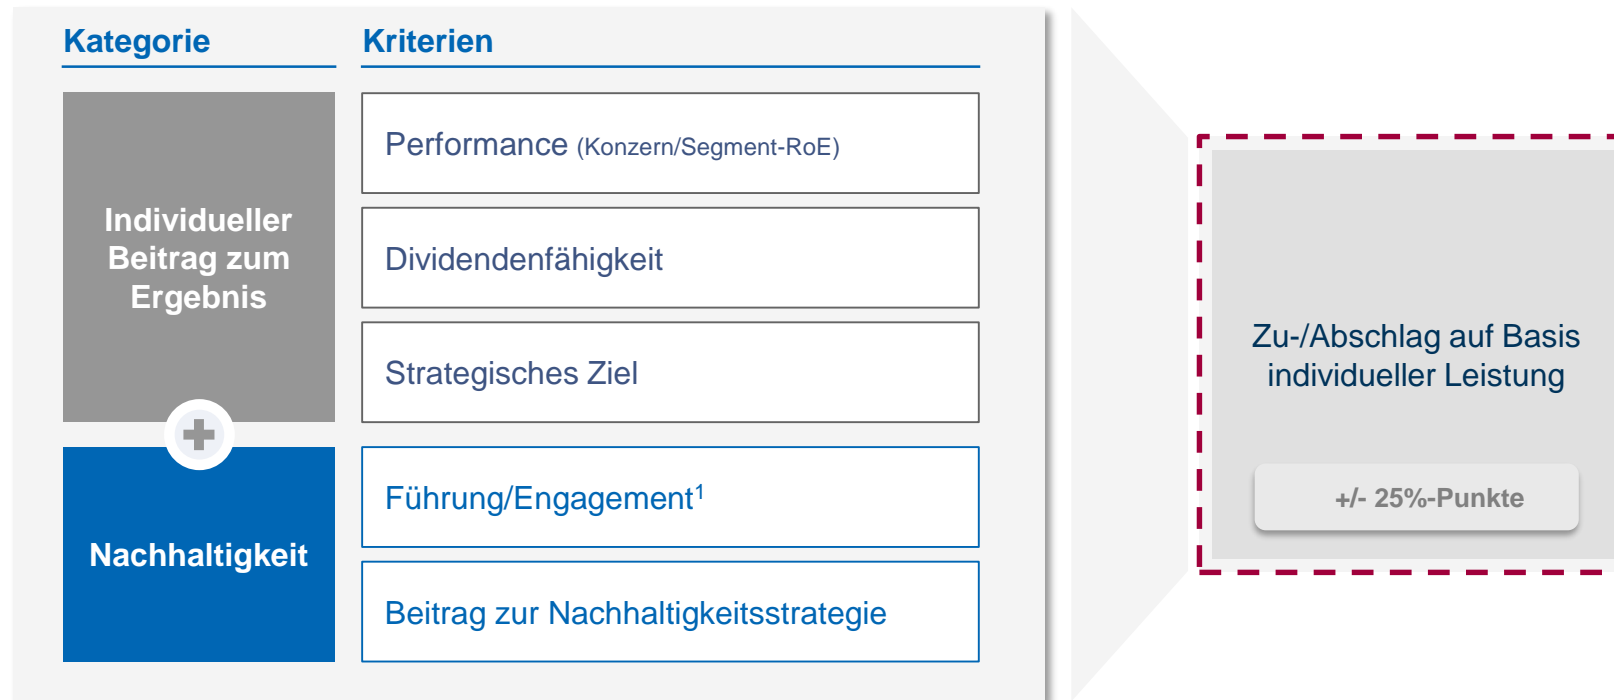 Kategorie
Kriterien
Individueller
Beitrag zum
Ergebnis
Performance (Konzern/Segment-RoE)
Dividendenfähigkeit
Strategisches Ziel
Nachhaltigkeit
Führung/Engagement¹
Beitrag zur Nachhaltigkeitsstrategie
Zu-/Abschlag auf Basis
individueller Leistung
+/- 25%-Punkte